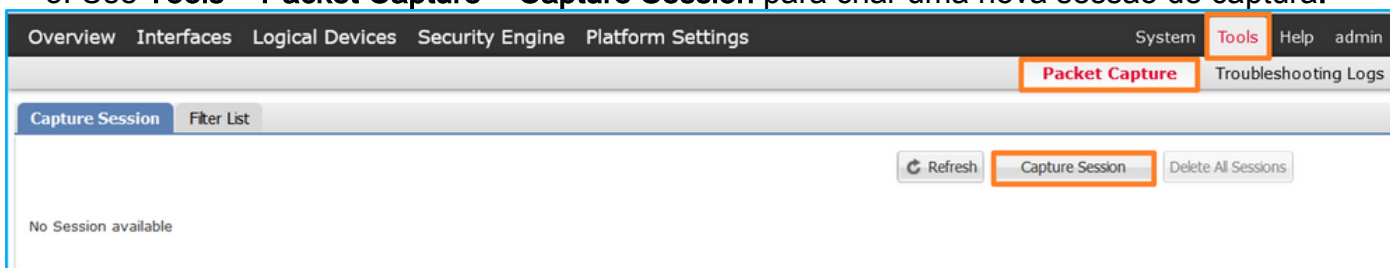 Use Tools > Packet Capture > Capture Session para criar uma nova sessão de captura.
Overview Interfaces Logical Devices Security Engine Platform Settings System Tools Help admin
Packet Capture Troubleshooting Logs
Capture Session Filter List
Refresh Capture Session Delete All Sessions
No Session available